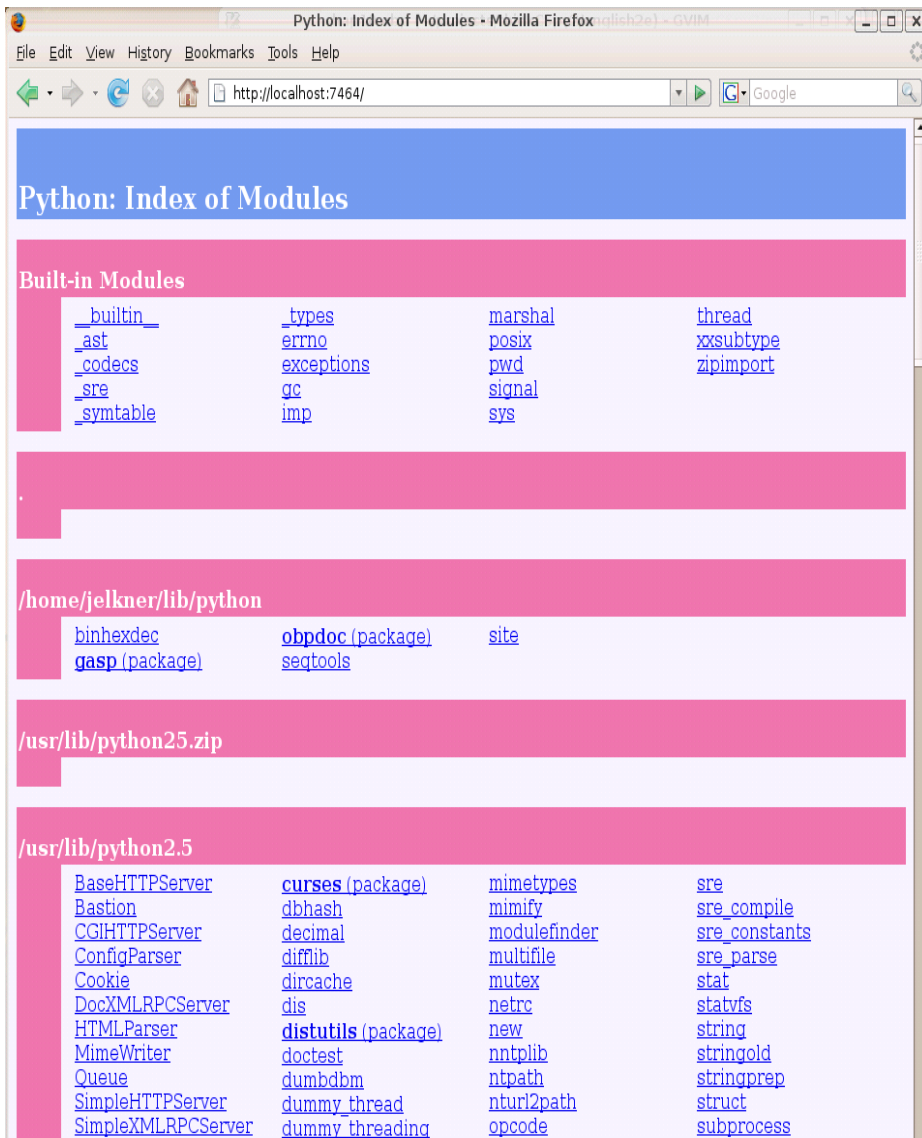 Python: Index of Modules - Mozilla Firefox
File Edit View History Bookmarks Tools Help
http://localhost:7464/ G Google
Python: Index of Modules
Built-in Modules
__builtin__ _types marshal thread
_ast errno posix xxsubtype
_codecs exceptions pwd zipimport
_sre gc signal
_symtable imp sys
.
/home/jelkner/lib/python
binhexdec obpdoc (package) site
gasp (package) seqtools
/usr/lib/python25.zip
/usr/lib/python2.5
BaseHTTPServer curses (package) mimetypes sre
Bastion dbhash mimify sre_compile
CGIHTTPServer decimal modulefinder sre_constants
ConfigParser difflib multifile sre_parse
Cookie dircache mutex stat
DocXMLRPCServer dis netrc statvfs
HTMLParser distutils (package) new string
MimeWriter doctest nntplib stringold
Queue dumbdbm ntpath stringprep
SimpleHTTPServer dummy_thread nturl2path struct
SimpleXMLRPCServer dummy_threading opcode subprocess